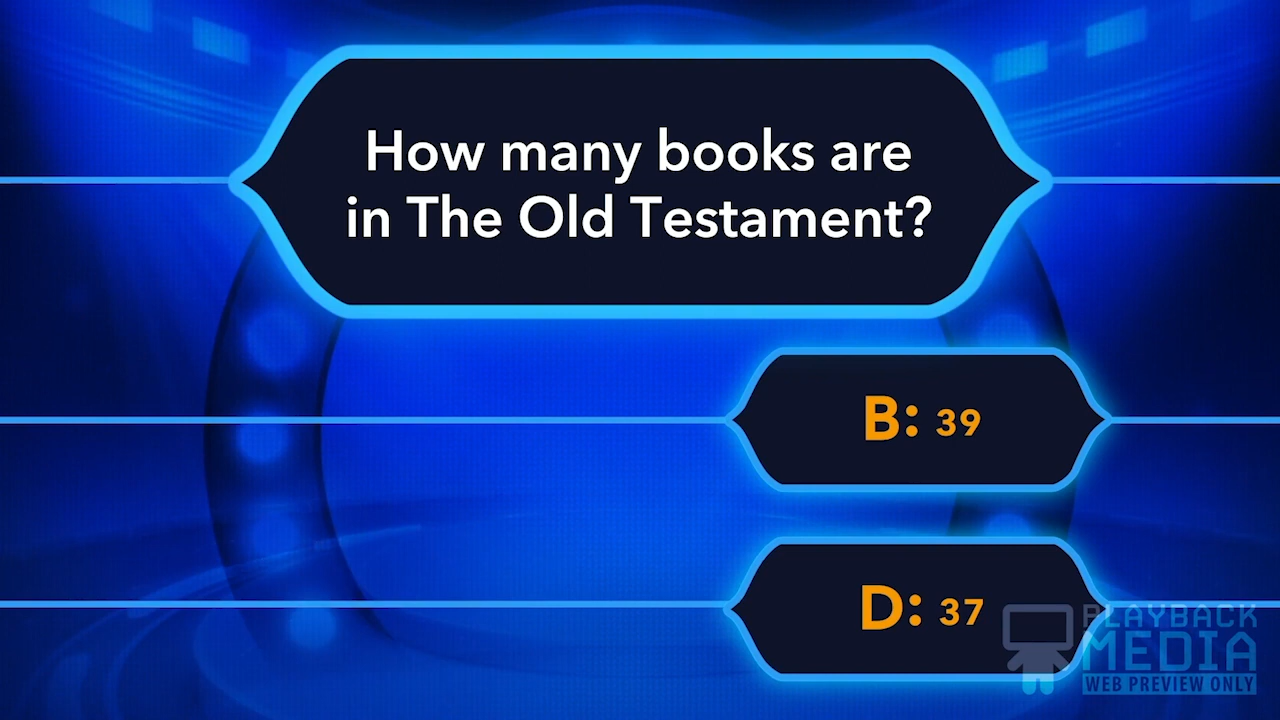 How many books are
in The Old Testament?
B: 39
D: 37
PLAYBACK
MEDIA
WEB PREVIEW ONLY